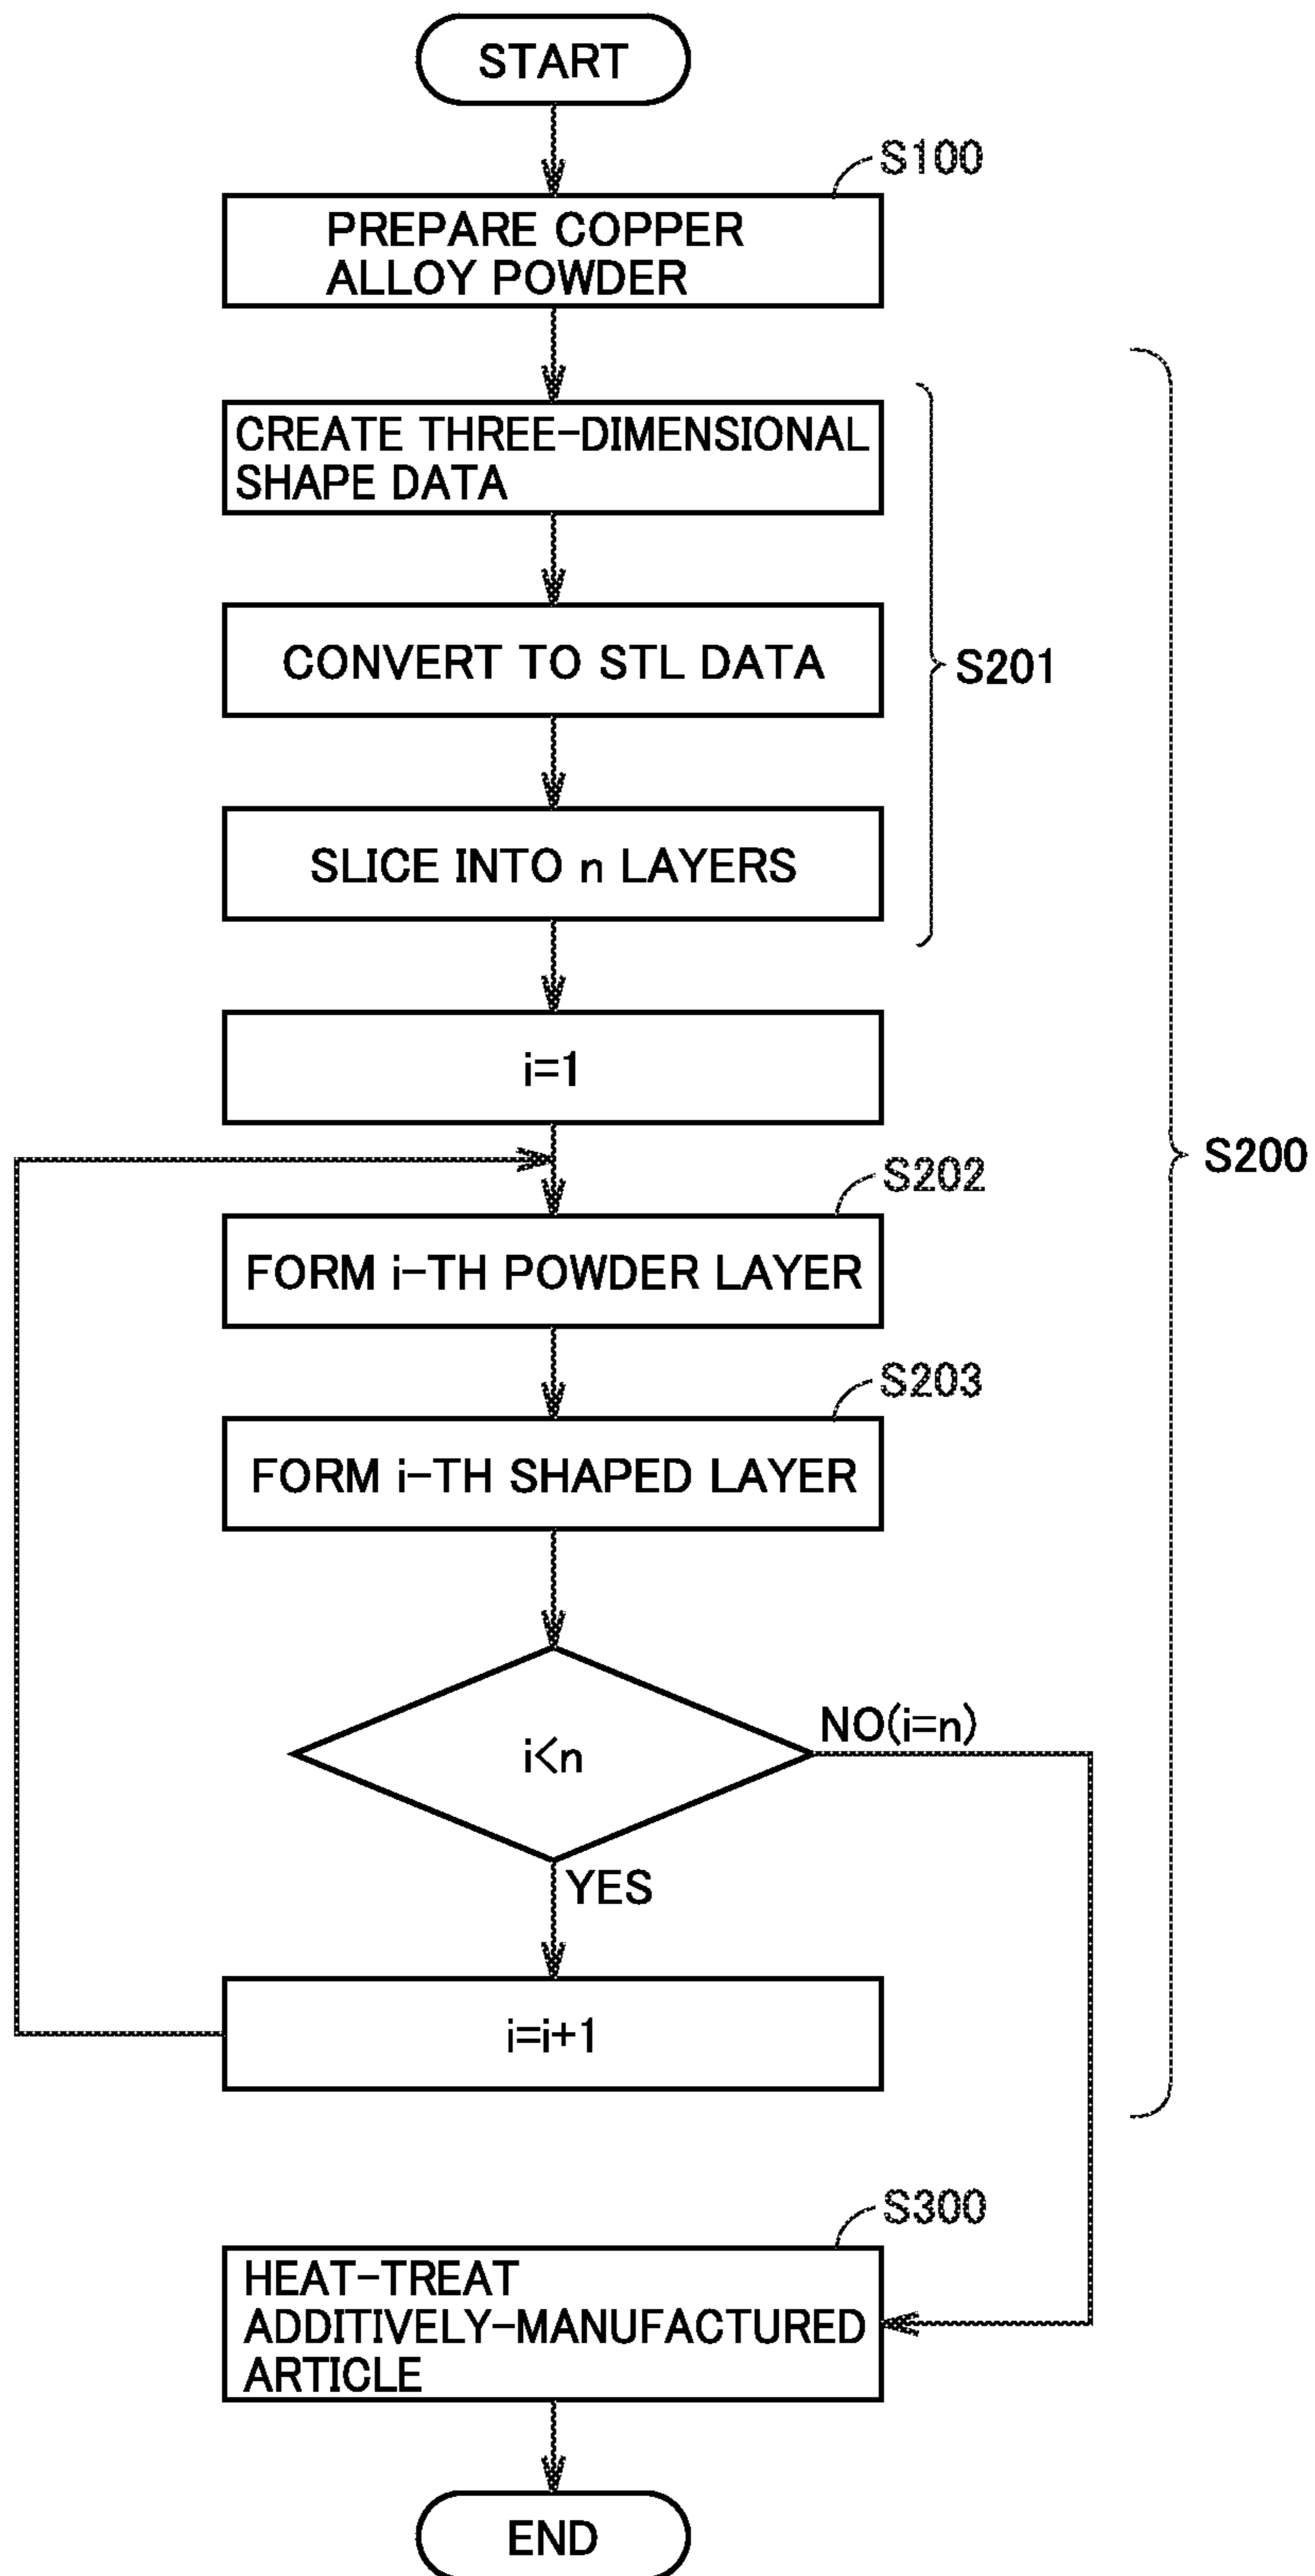 START
S100
PREPARE COPPER
ALLOY POWDER
CREATE THREE-DIMENSIONAL
SHAPE DATA
CONVERT TO STL DATA
S201
SLICE INTO n LAYERS
i=1
S200
S202
FORM i-TH POWDER LAYER
S203
FORM i-TH SHAPED LAYER
NO(i=n)
i<n
YES
i=i+1
S300
HEAT-TREAT
ADDITIVELY-MANUFACTURED
ARTICLE
END